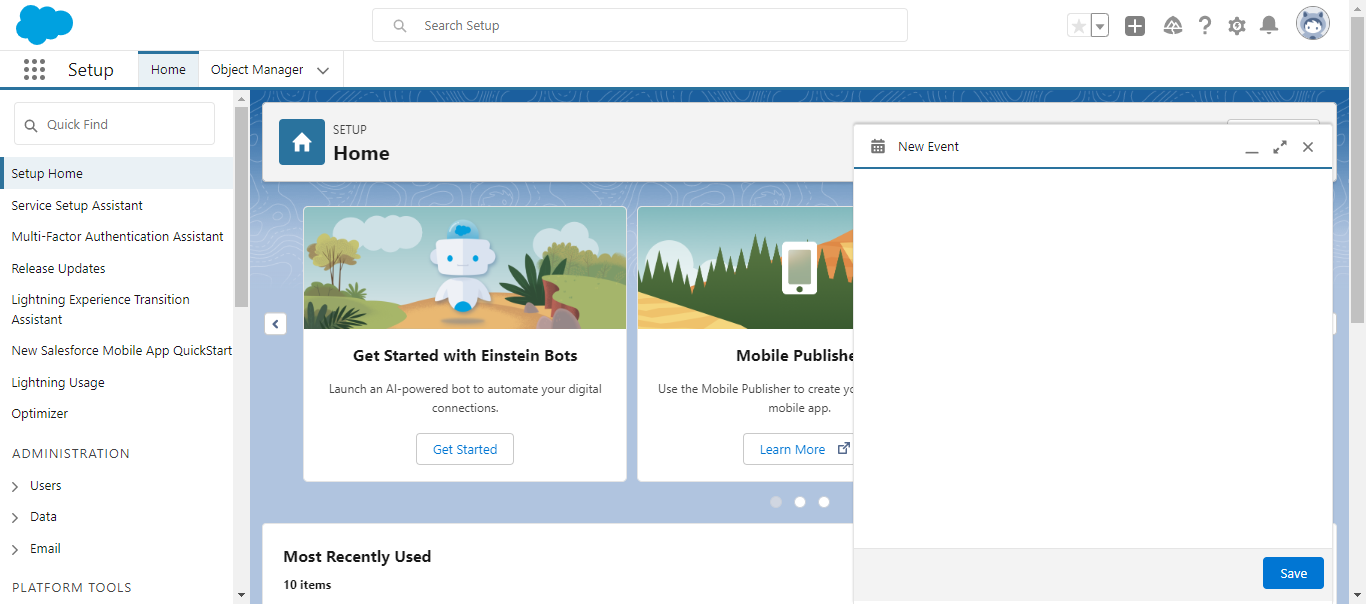 Search Setup
Setup
Home
Object Manager
Quick Find
Setup Home
Service Setup Assistant
Multi-Factor Authentication Assistant
Release Updates
Lightning Experience Transition
Assistant
New Salesforce Mobile App QuickStart
Lightning Usage
Optimizer
ADMINISTRATION
Users
Data
Email
PLATFORM TOOLS
SETUP
Home
Get Started with Einstein Bots
Launch an AI-powered bot to automate your digital
connections.
Get Started
Mobile Publishe
Use the Mobile Publisher to create yo
mobile app.
Learn More
Most Recently Used
10 items
New Event
Save